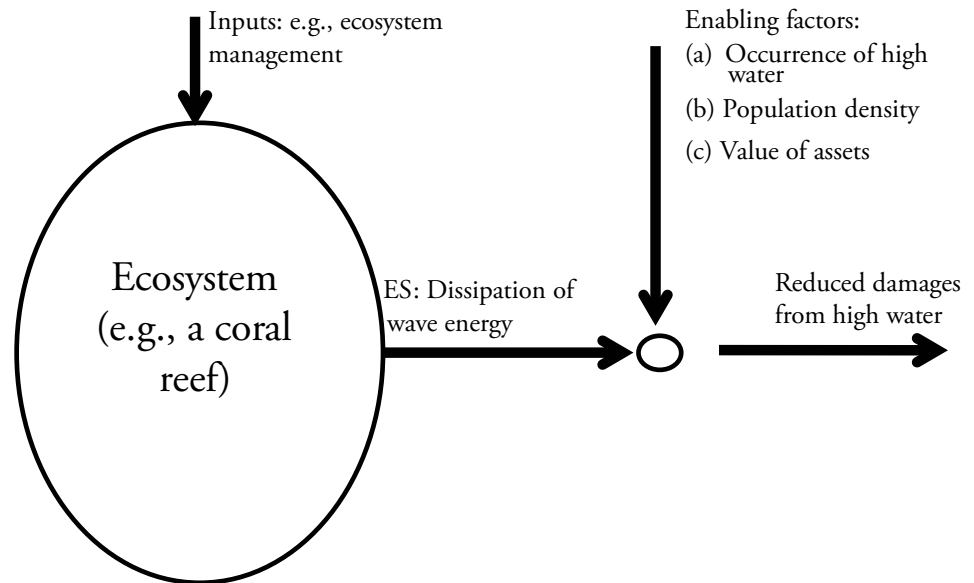 Inputs: e.g., ecosystem
management
Enabling factors:
(a) Occurrence of high
water
(b) Population density
(c) Value of assets
Ecosystem
(e.g., a coral
reef)
ES: Dissipation of
wave energy
Reduced damages
from high water